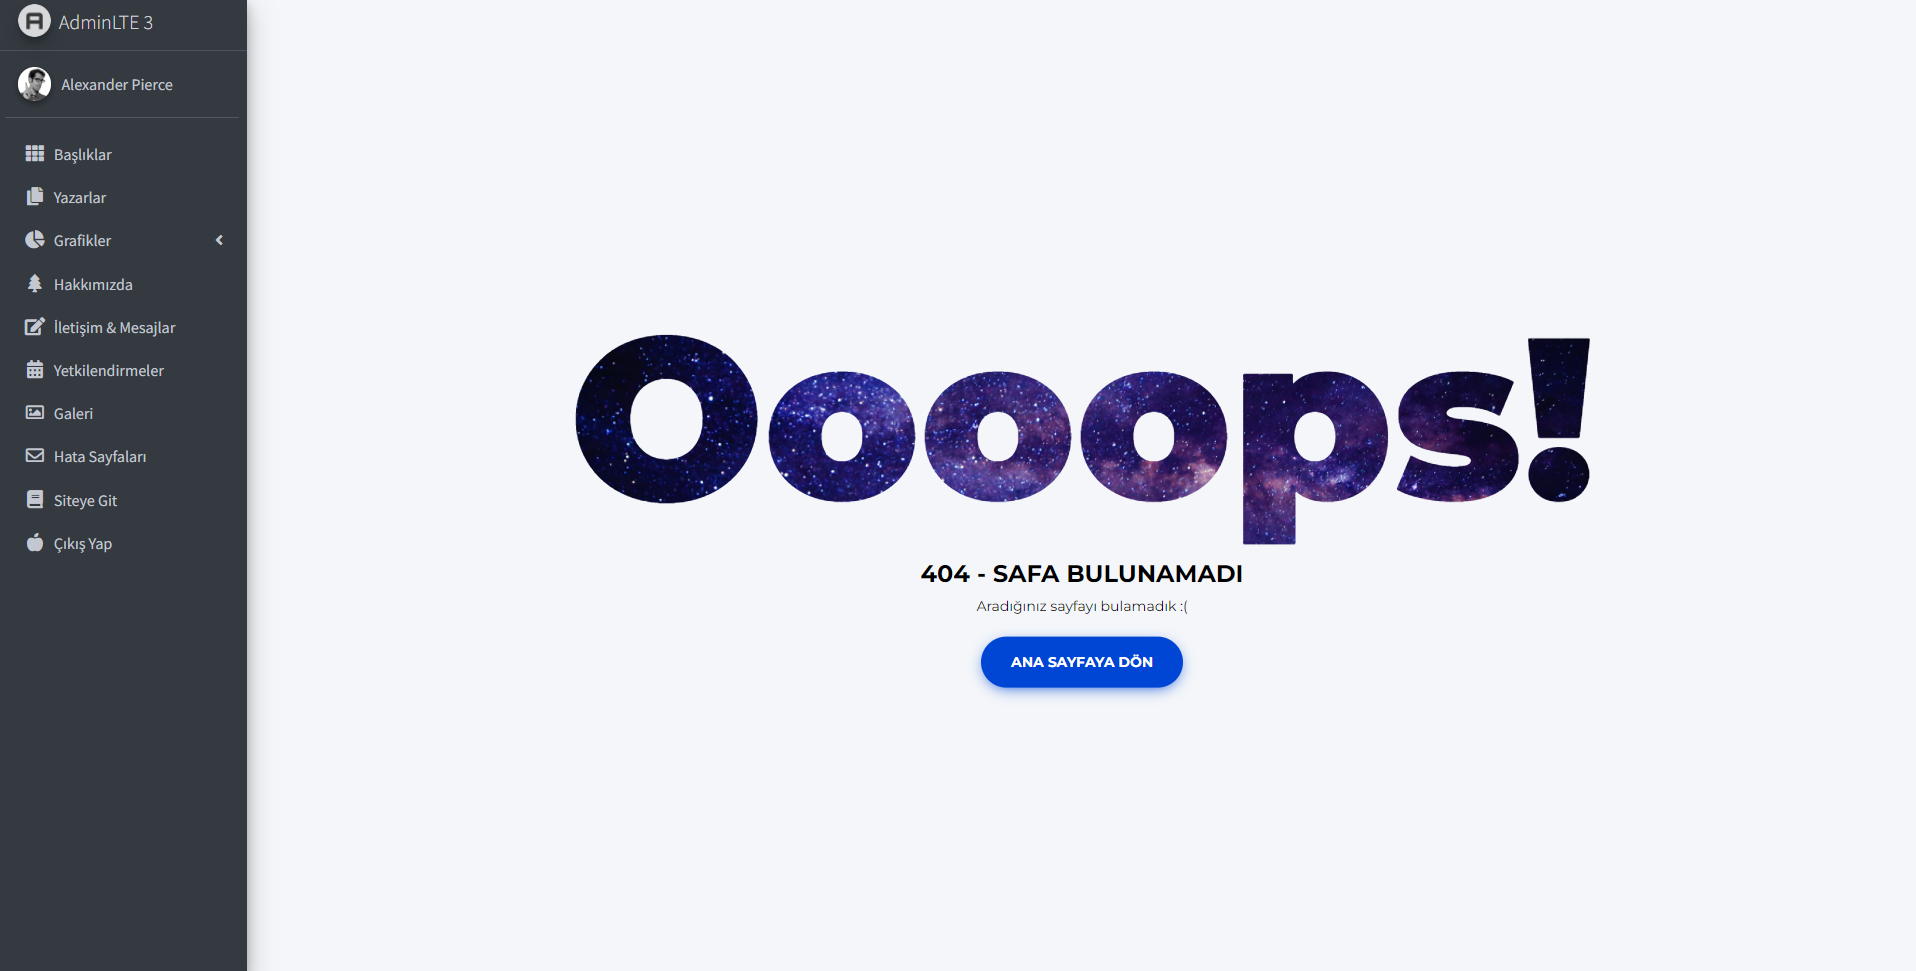 AdminLTE 3
Alexander Pierce
Başlıklar
Yazarlar
Grafikler
Hakkımızda
İletişim & Mesajlar
Yetkilendirmeler
Galeri
Hata Sayfaları
Siteye Git
Çıkış Yap
Oooops!
404 - SAFA BULUNAMADI
Aradığınız sayfayı bulamadık :(
ANA SAYFAYA DÖN